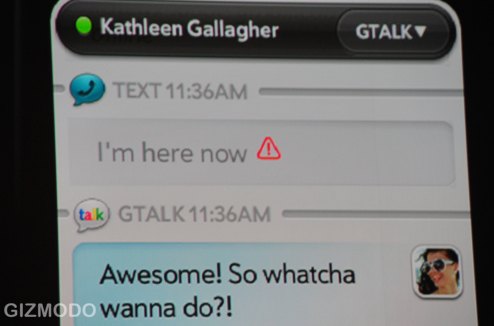 Kathleen Gallagher GTALK▼
TEXT 11:36AM
I'm here now
talk GTALK 11:36AM
Awesome! So whatcha
wanna do?!
GIZMODO